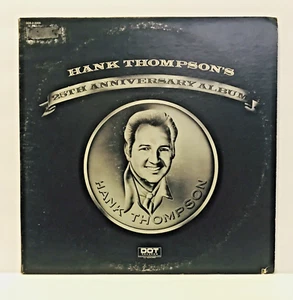 HANK THOMPSON'S
25TH ANNIVERSARY ALBUM
HANK THOMPSON
DOT